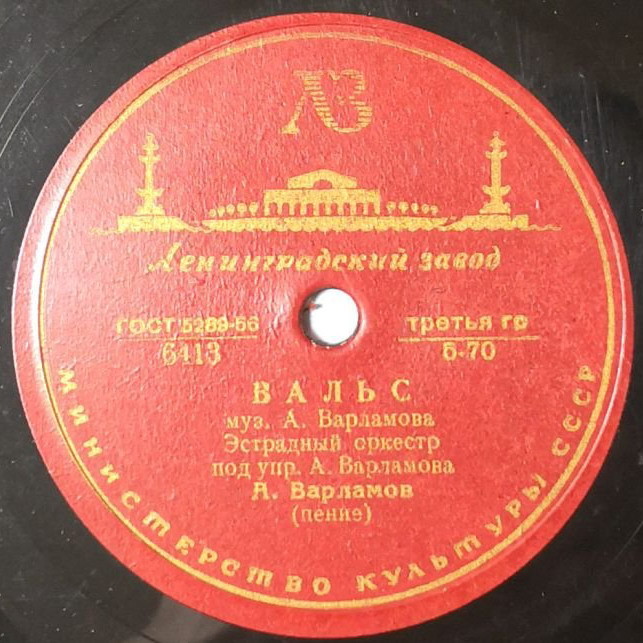 ЛЗ
Ленинградский завод
ГОСТ 5289-56
6413
третья гр
5-70
ВАЛЬС
муз. А. Варламова
Эстрадный оркестр
под упр. А. Варламова
А. Варламов
(пение)
МИНИСТЕРСТВО КУЛЬТУРЫ СССР